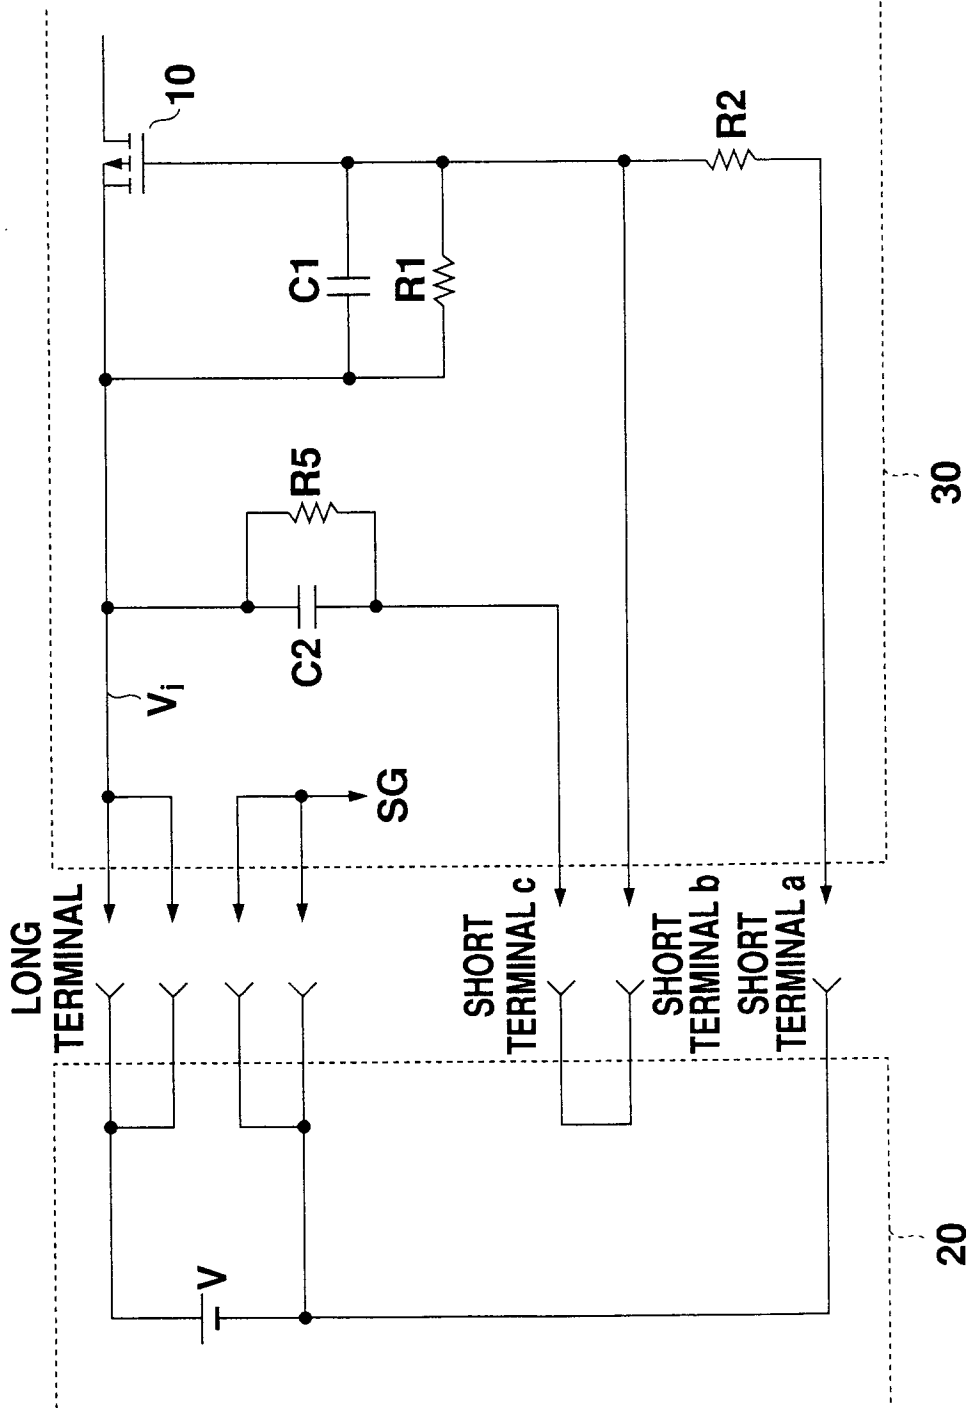 10
R2
C1
R1
R5
30
C2
Vi
SG
LONG
TERMINAL
SHORT
TERMINAL c
SHORT
TERMINAL b
SHORT
TERMINAL a
V
20